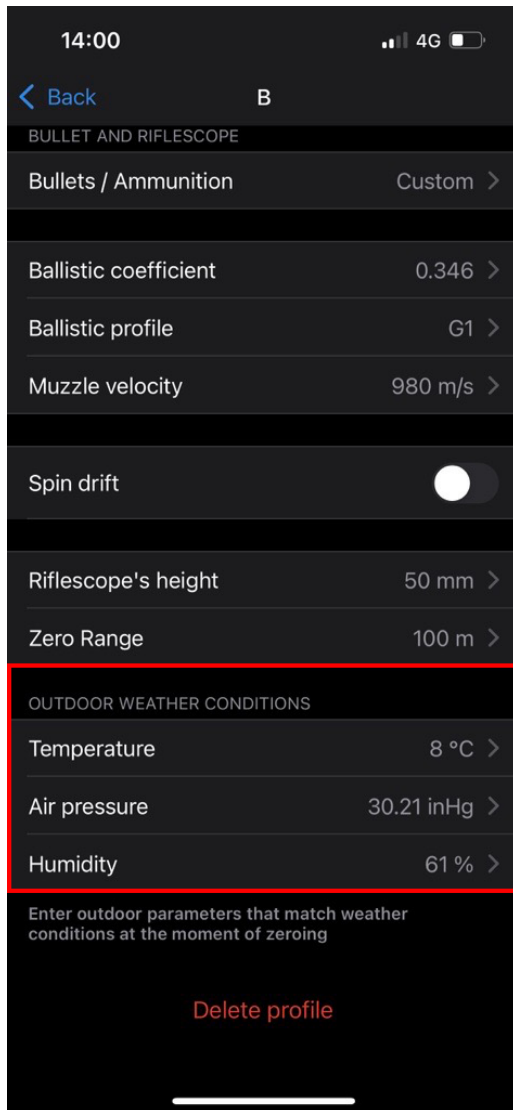 14:00 4G
Back B
BULLET AND RIFLESCOPE
Bullets / Ammunition Custom
Ballistic coefficient 0.346
Ballistic profile G1
Muzzle velocity 980 m/s
Spin drift
Riflescope's height 50 mm
Zero Range 100 m
OUTDOOR WEATHER CONDITIONS
Temperature 8 °C
Air pressure 30.21 inHg
Humidity 61 %
Enter outdoor parameters that match weather
conditions at the moment of zeroing
Delete profile